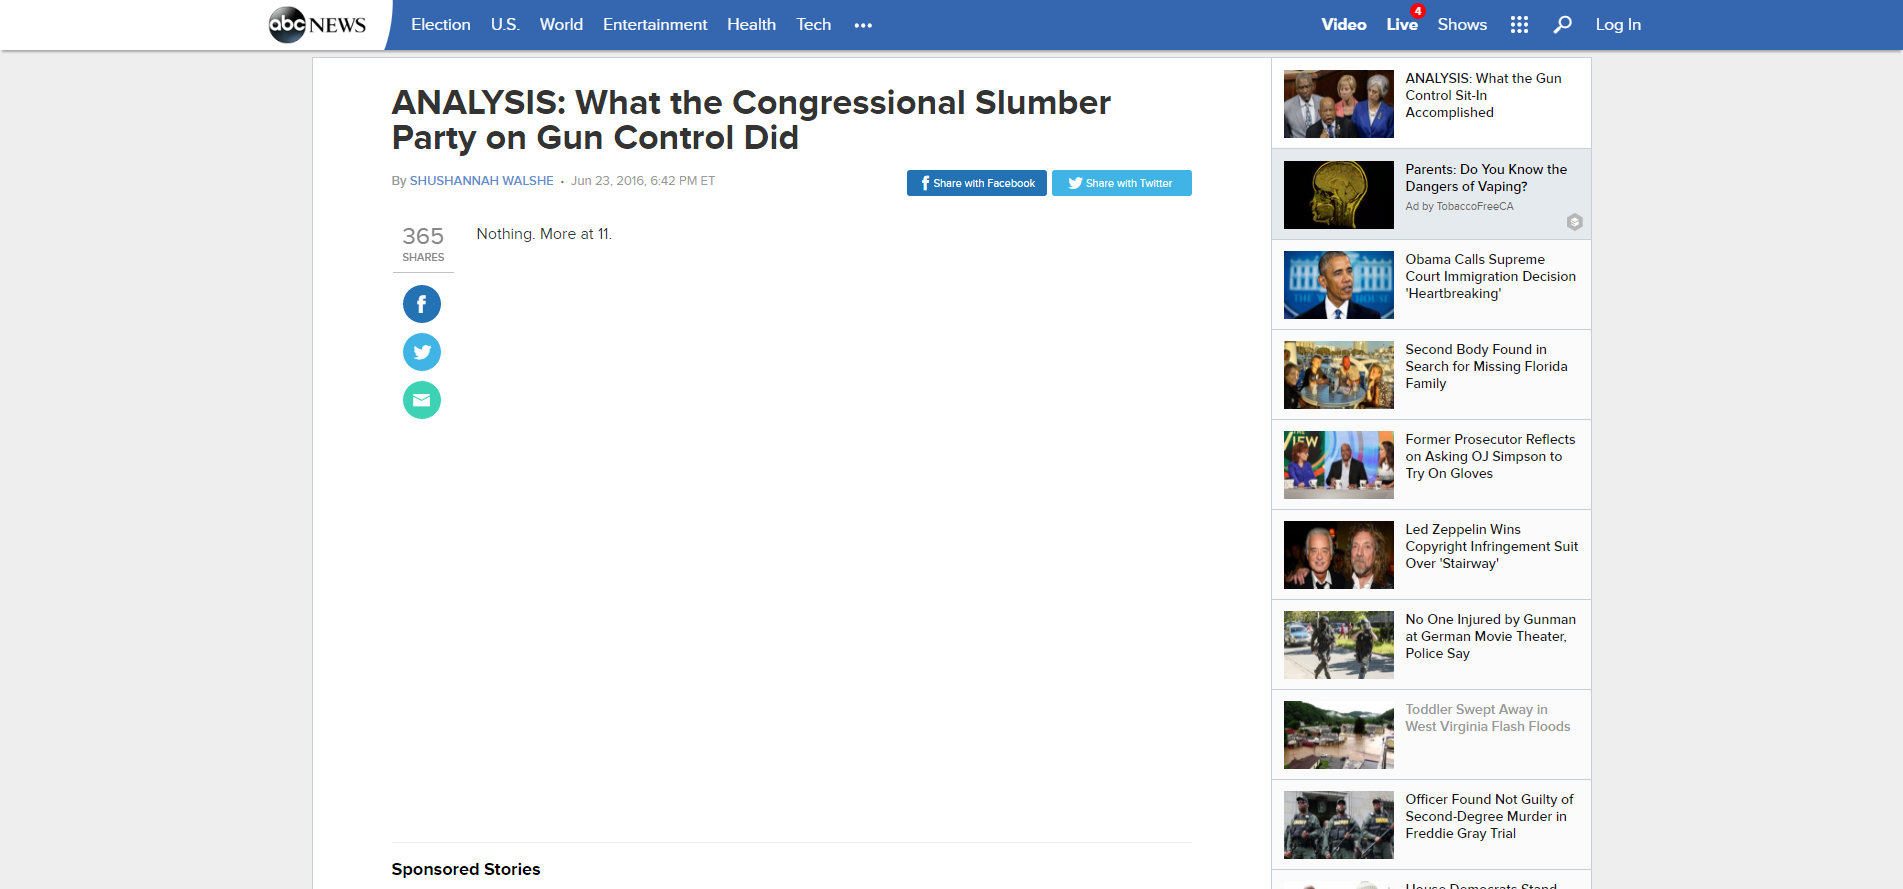 abc NEWS
Election U.S. World Entertainment Health Tech
Video Live 4 Shows Log In
ANALYSIS: What the Congressional Slumber
Party on Gun Control Did
By SHUSHANNAH WALSHE • Jun 23, 2016, 6:42 PM ET
Share with Facebook
Share with Twitter
365
SHARES
Nothing. More at 11.
Sponsored Stories
ANALYSIS: What the Gun
Control Sit-In
Accomplished
Parents: Do You Know the
Dangers of Vaping?
Ad by TobaccoFreeCA
Obama Calls Supreme
Court Immigration Decision
'Heartbreaking'
Second Body Found in
Search for Missing Florida
Family
Former Prosecutor Reflects
on Asking OJ Simpson to
Try On Gloves
Led Zeppelin Wins
Copyright Infringement Suit
Over 'Stairway'
No One Injured by Gunman
at German Movie Theater,
Police Say
Toddler Swept Away in
West Virginia Flash Floods
Officer Found Not Guilty of
Second-Degree Murder in
Freddie Gray Trial
House Democrats Stand